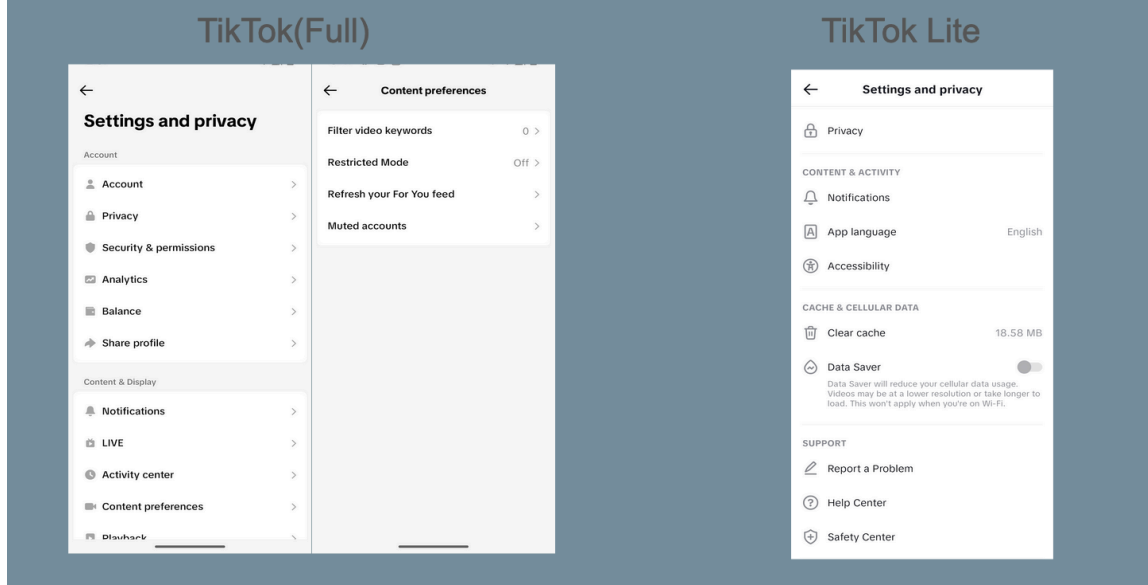 TikTok(Full)
TikTok Lite
Settings and privacy
Account
Account
Privacy
Security & permissions
Analytics
Balance
Share profile
Content & Display
Notifications
LIVE
Activity center
Content preferences
Playback
Content preferences
Filter video keywords 0
Restricted Mode Off
Refresh your For You feed
Muted accounts
Settings and privacy
Privacy
CONTENT & ACTIVITY
Notifications
App language English
Accessibility
CACHE & CELLULAR DATA
Clear cache 18.58 MB
Data Saver
Data Saver will reduce your cellular data usage.
Videos may be at a lower resolution or take longer to
load. This won't apply when you're on Wi-Fi.
SUPPORT
Report a Problem
Help Center
Safety Center